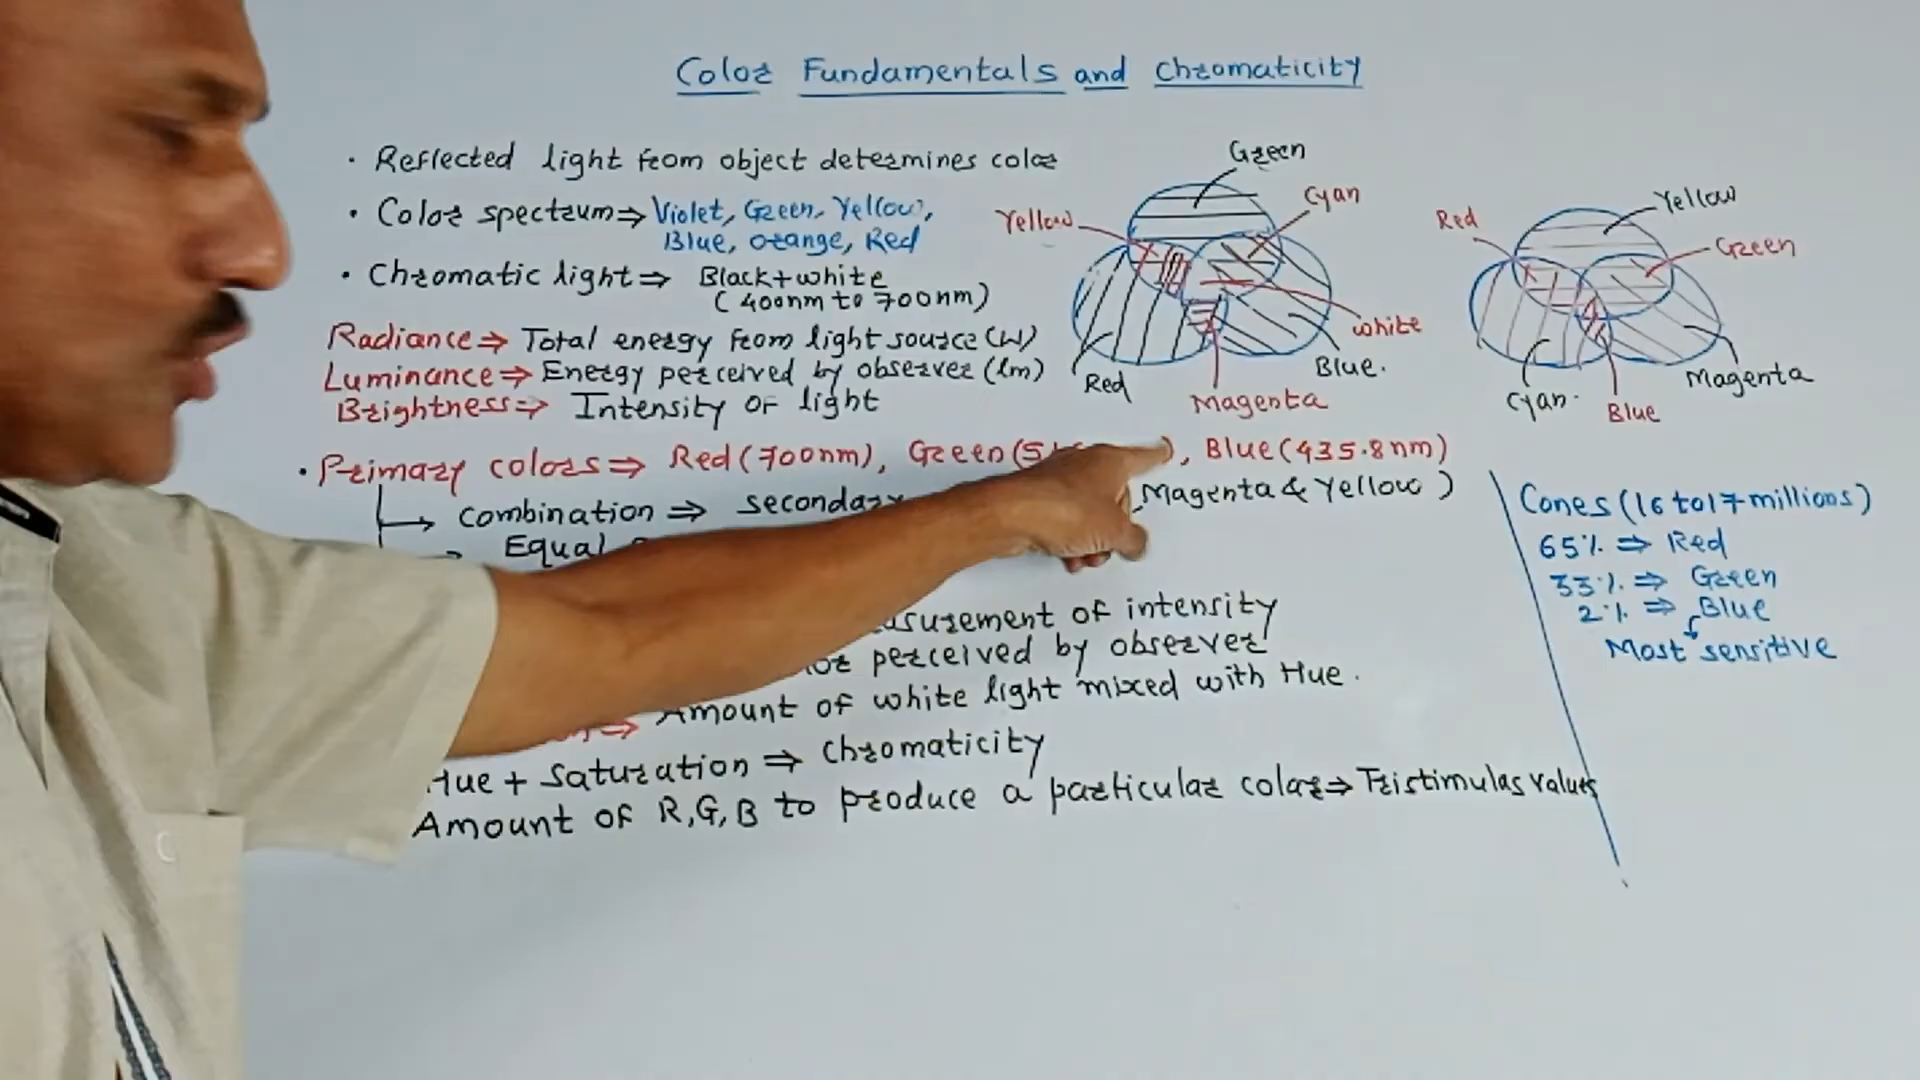 Color Fundamentals and Chromaticity
· Reflected light from object determines color
· Color spectrum ⇒ Violet, Green, Yellow,
Blue, orange, Red
· Chromatic light ⇒ Black+white
(400nm to 700nm)
Radiance ⇒ Total energy from light source (W)
Luminance ⇒ Energy perceived by observer (lm)
Brightness ⇒ Intensity of light
· Primary colors ⇒ Red (700nm), Green (5 ), Blue (435.8nm)
→ Combination ⇒ secondary Magenta & Yellow )
→ Equal
of intensity
perceived by observer
⇒ Amount of white light mixed with Hue.
Hue + Saturation ⇒ Chromaticity
Amount of R,G,B to produce a particular color ⇒ Tristimulas values
Green
Cyan
Yellow
white
Blue.
Red
Magenta
Yellow
Red
Green
Magenta
Cyan.
Blue
Cones (16 to 17 millions)
65% ⇒ Red
33% ⇒ Green
2% ⇒ Blue
Most sensitive